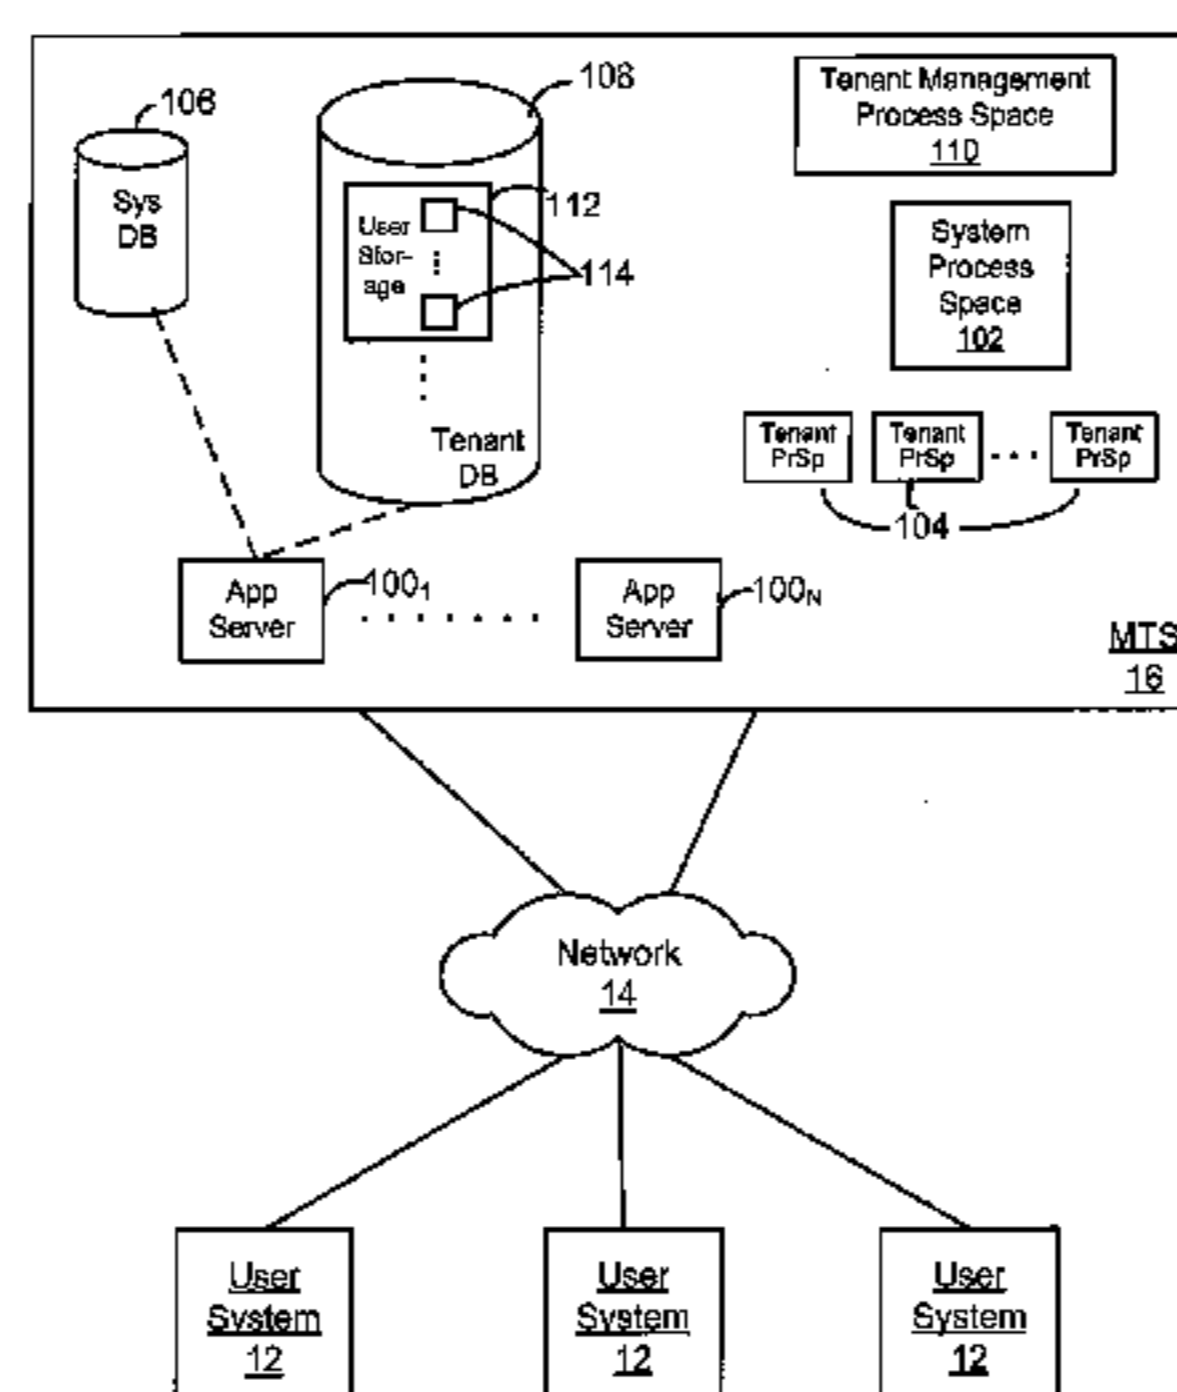 106
Sys
DB
108
User
Stor-
age
112
114
Tenant
DB
Tenant Management
Process Space
110
System
Process
Space
102
Tenant
PrSp
Tenant
PrSp
Tenant
PrSp
104
App
Server
100₁
App
Server
100N
MTS
16
Network
14
User
System
12
User
System
12
User
System
12